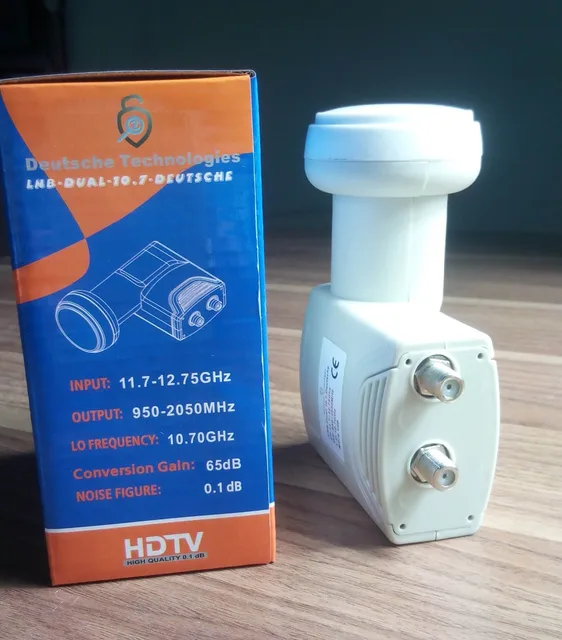 Deutsche Technologies
LNB-DUAL-10.7-DEUTSCHE
INPUT: 11.7-12.75GHz
OUTPUT: 950-2050MHz
LO FREQUENCY: 10.70GHz
Conversion Gain: 65dB
NOISE FIGURE: 0.1 dB
HDTV
HIGH QUALITY 0.1 dB
CE